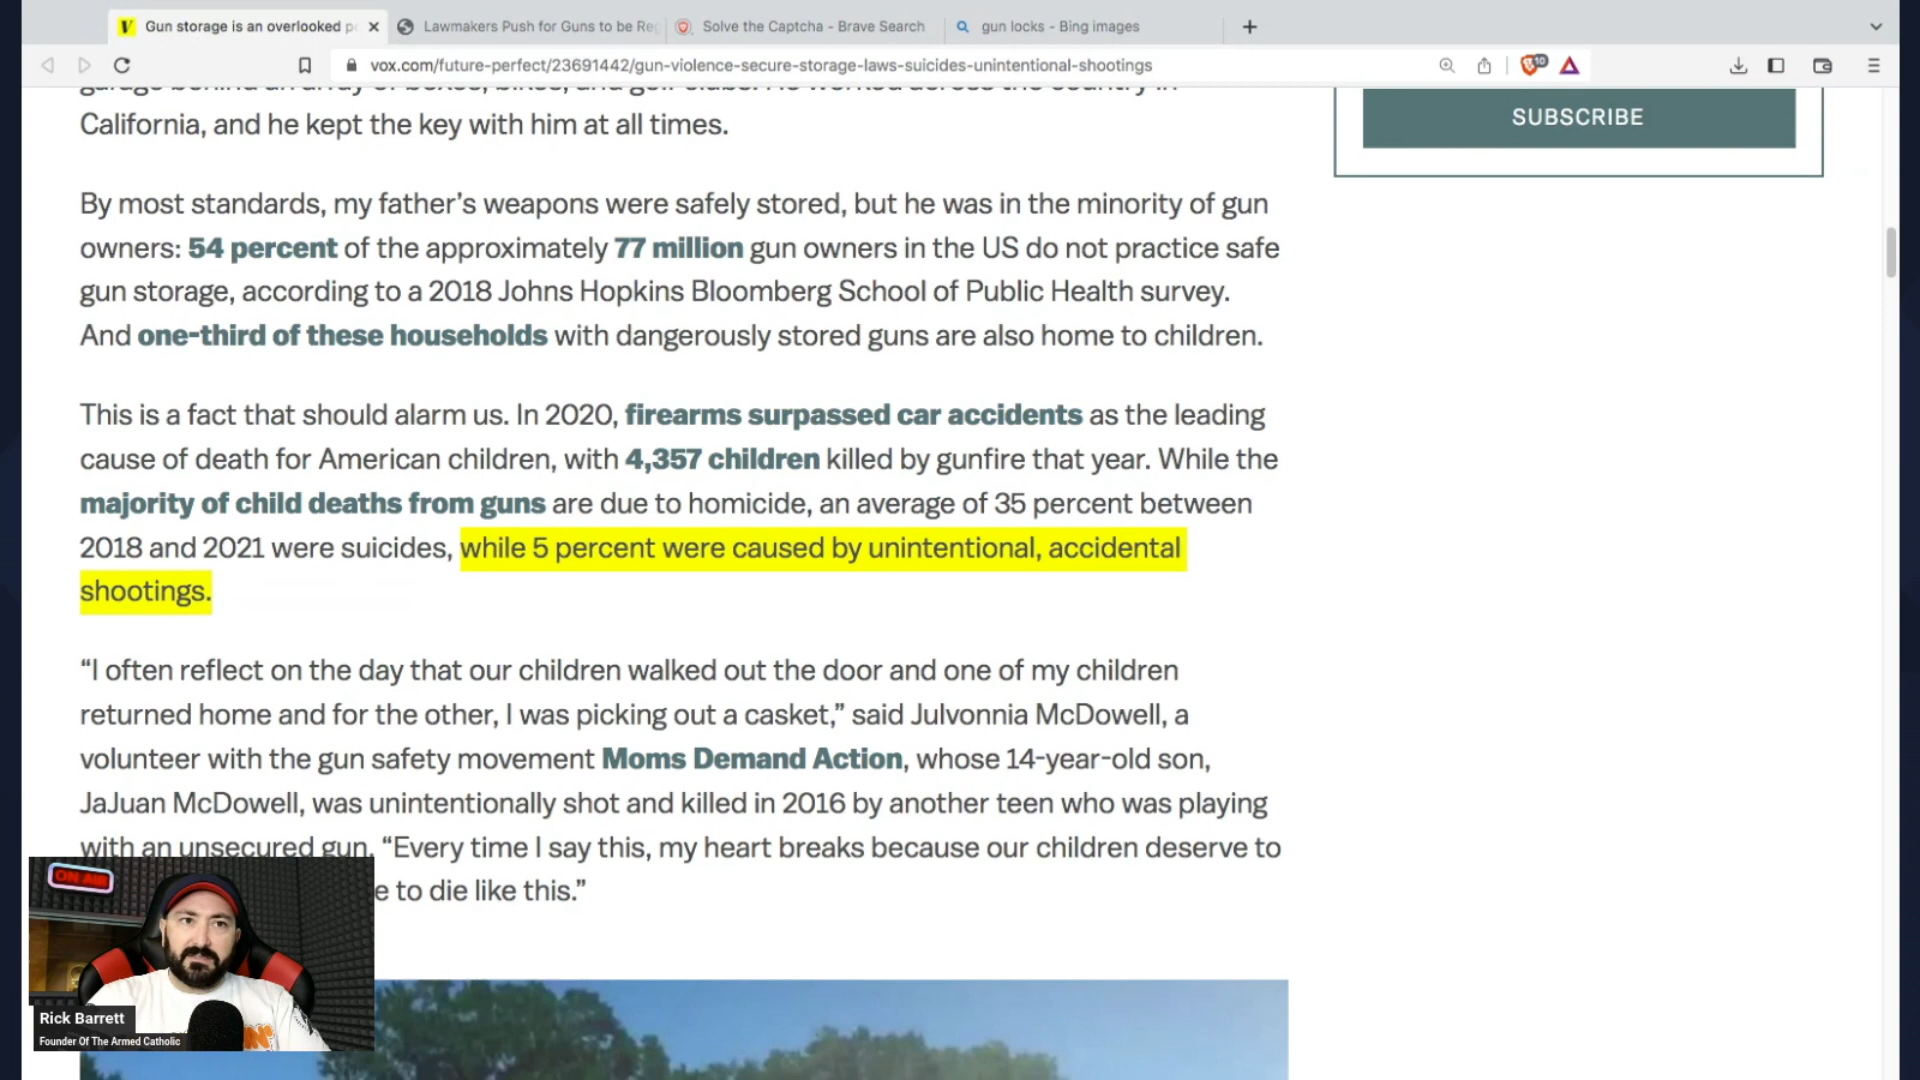 Gun storage is an overlooked p
Lawmakers Push for Guns to be Reg
Solve the Captcha - Brave Search
gun locks - Bing images
vox.com/future-perfect/23691442/gun-violence-secure-storage-laws-suicides-unintentional-shootings
10
California, and he kept the key with him at all times.
SUBSCRIBE
By most standards, my father’s weapons were safely stored, but he was in the minority of gun
owners: 54 percent of the approximately 77 million gun owners in the US do not practice safe
gun storage, according to a 2018 Johns Hopkins Bloomberg School of Public Health survey.
And one-third of these households with dangerously stored guns are also home to children.
This is a fact that should alarm us. In 2020, firearms surpassed car accidents as the leading
cause of death for American children, with 4,357 children killed by gunfire that year. While the
majority of child deaths from guns are due to homicide, an average of 35 percent between
2018 and 2021 were suicides, while 5 percent were caused by unintentional, accidental
shootings.
“I often reflect on the day that our children walked out the door and one of my children
returned home and for the other, I was picking out a casket,” said Julvonnia McDowell, a
volunteer with the gun safety movement Moms Demand Action, whose 14-year-old son,
JaJuan McDowell, was unintentionally shot and killed in 2016 by another teen who was playing
with an unsecured gun. “Every time I say this, my heart breaks because our children deserve to
e to die like this.”
ON AIR
Rick Barrett
Founder Of The Armed Catholic